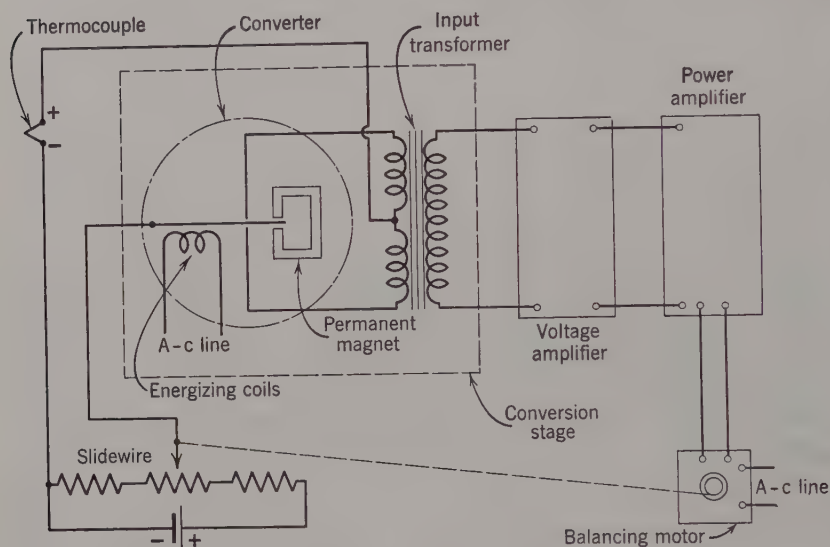 Thermocouple
Converter
Input
transformer
Power
amplifier
+
−
A-c line
Permanent
magnet
Energizing coils
Voltage
amplifier
Conversion
stage
Slidewire
− +
A-c line
Balancing motor